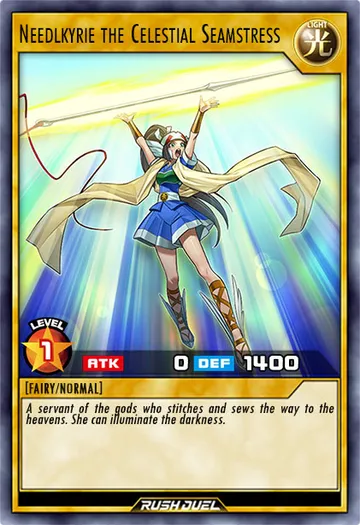 Needlkyrie the Celestial Seamstress
LIGHT
光
LEVEL
1
ATK 0 DEF 1400
[FAIRY/NORMAL]
A servant of the gods who stitches and sews the way to the
heavens. She can illuminate the darkness.
RUSH DUEL